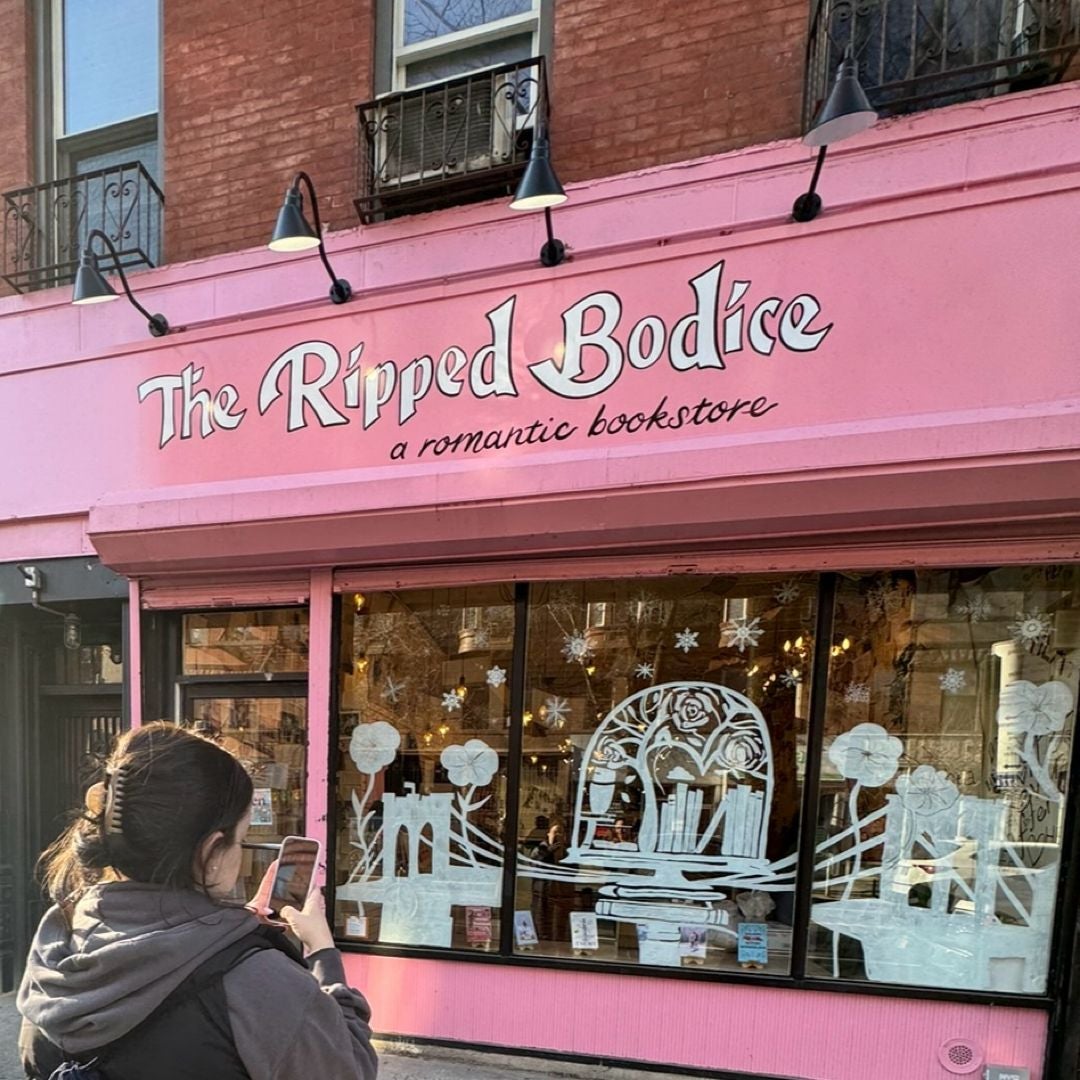 The Ripped Bodice
a romantic bookstore